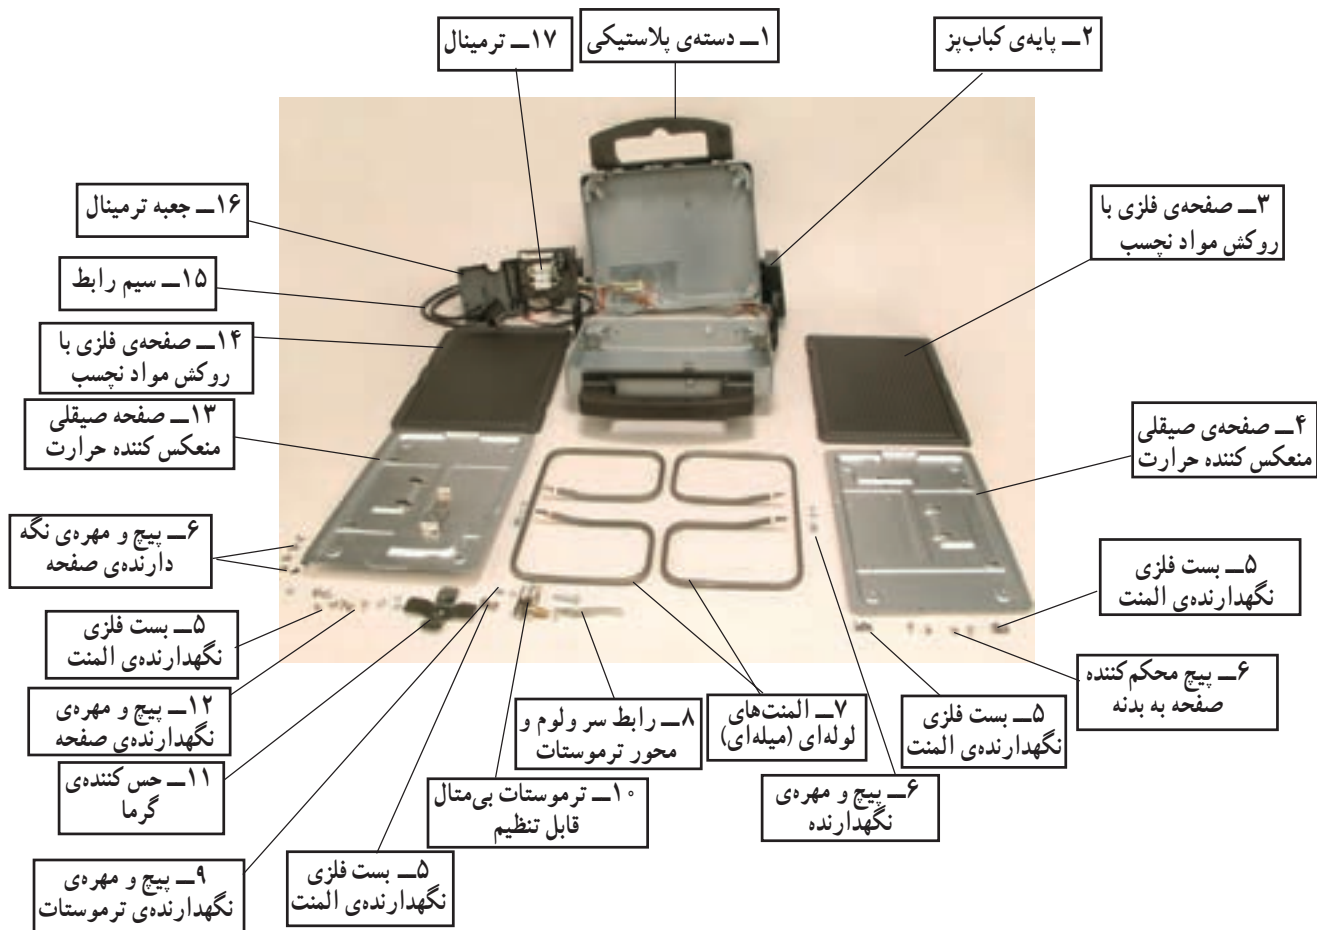 ۱ــ دسته‌ی پلاستیکی
۲ــ پایه‌ی کباب‌پز
۱۷ــ ترمینال
۳ــ صفحه‌ی فلزی با
روکش مواد نچسب
۱۶ــ جعبه ترمینال
۱۵ــ سیم رابط
۱۴ــ صفحه‌ی فلزی با
روکش مواد نچسب
۱۳ــ صفحه صیقلی
منعکس کننده حرارت
۴ــ صفحه‌ی صیقلی
منعکس کننده حرارت
۶ــ پیچ و مهره‌ی نگه
دارنده‌ی صفحه
۵ــ بست فلزی
نگهدارنده‌ی المنت
۵ــ بست فلزی
نگهدارنده‌ی المنت
۶ــ پیچ محکم‌کننده
صفحه به بدنه
۱۲ــ پیچ و مهره‌ی
نگهدارنده‌ی صفحه
۸ــ رابط سر ولوم و
محور ترموستات
۷ــ المنت‌های
لوله‌ای (میله‌ای)
۵ــ بست فلزی
نگهدارنده‌ی المنت
۱۱ــ حس کننده‌ی
گرما
۱۰ــ ترموستات بی‌متال
قابل تنظیم
۶ــ پیچ و مهره‌ی
نگهدارنده
۹ــ پیچ و مهره‌ی
نگهدارنده‌ی ترموستات
۵ــ بست فلزی
نگهدارنده‌ی المنت